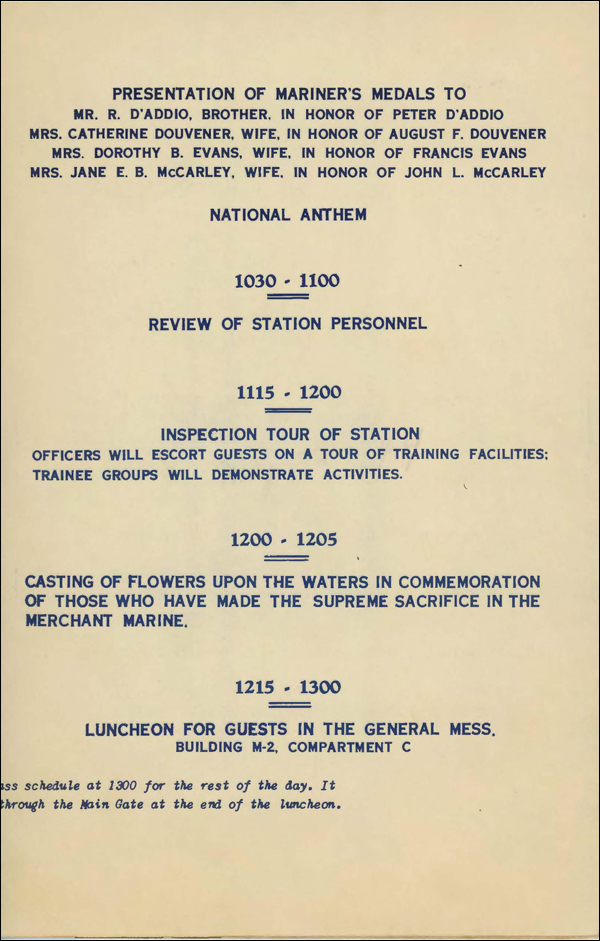 PRESENTATION OF MARINER'S MEDALS TO
MR. R. D'ADDIO, BROTHER, IN HONOR OF PETER D'ADDIO
MRS. CATHERINE DOUVENER, WIFE, IN HONOR OF AUGUST F. DOUVENER
MRS. DOROTHY B. EVANS, WIFE, IN HONOR OF FRANCIS EVANS
MRS. JANE E. B. McCARLEY, WIFE, IN HONOR OF JOHN L. McCARLEY
NATIONAL ANTHEM
1030 - 1100
REVIEW OF STATION PERSONNEL
1115 - 1200
INSPECTION TOUR OF STATION
OFFICERS WILL ESCORT GUESTS ON A TOUR OF TRAINING FACILITIES;
TRAINEE GROUPS WILL DEMONSTRATE ACTIVITIES.
1200 - 1205
CASTING OF FLOWERS UPON THE WATERS IN COMMEMORATION
OF THOSE WHO HAVE MADE THE SUPREME SACRIFICE IN THE
MERCHANT MARINE.
1215 - 1300
LUNCHEON FOR GUESTS IN THE GENERAL MESS.
BUILDING M-2, COMPARTMENT C
schedule at 1300 for the rest of the day. It
through the Main Gate at the end of the luncheon.